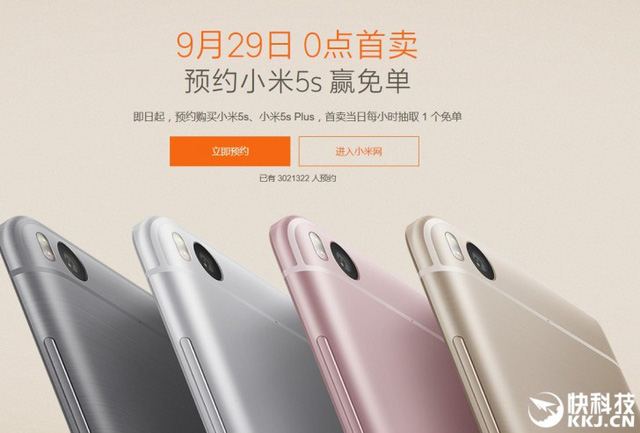 9月29日 0点首卖
预约小米5s 赢免单
即日起，预约购买小米5s、小米5s Plus，首卖当日每小时抽取 1 个免单
立即预约
进入小米网
已有 3021322 人预约
快科技
KKJ.CN